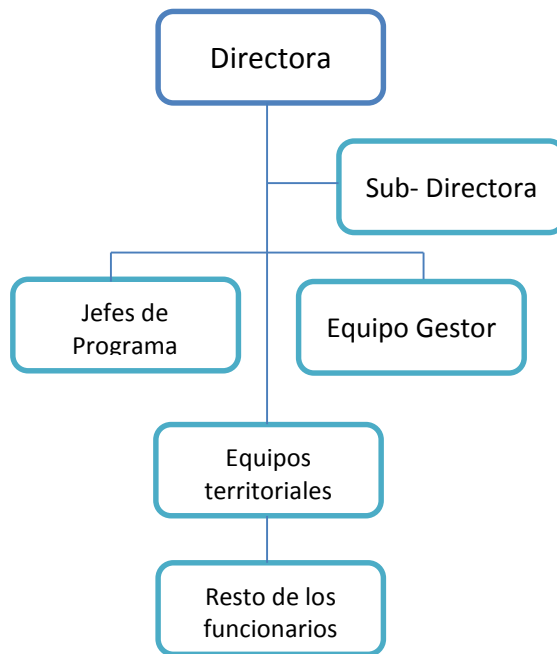 Directora
Sub- Directora
Jefes de
Programa
Equipo Gestor
Equipos
territoriales
Resto de los
funcionarios